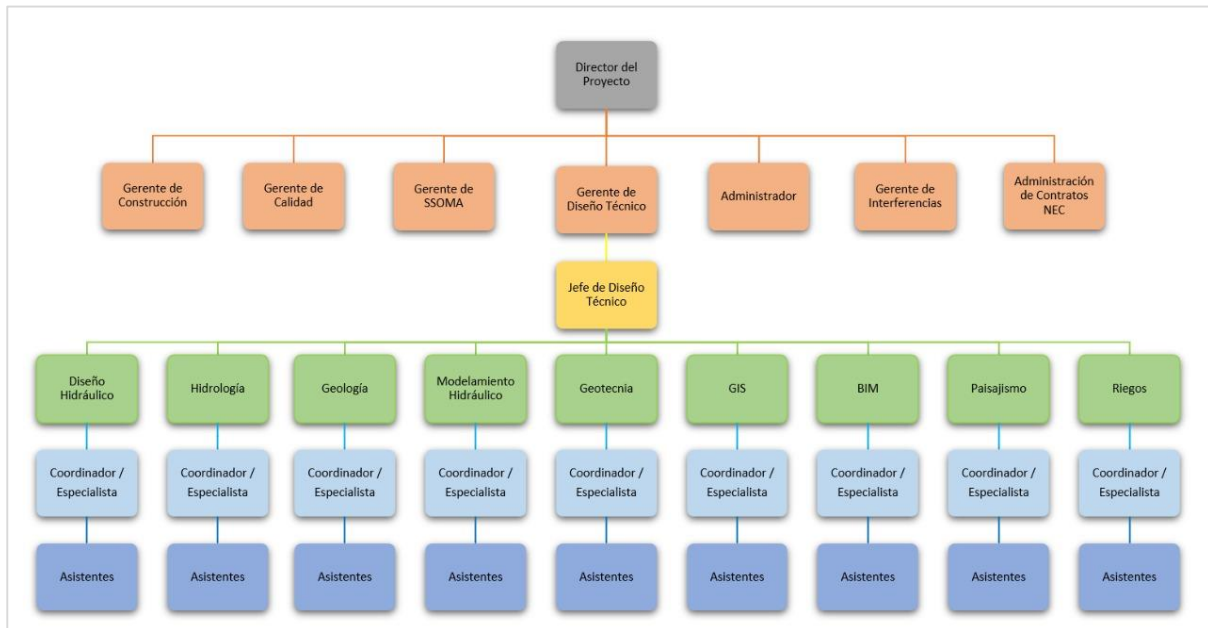 Director del
Proyecto
Gerente de
Construcción
Gerente de
Calidad
Gerente de
SSOMA
Gerente de
Diseño Técnico
Administrador
Gerente de
Interferencias
Administración
de Contratos
NEC
Jefe de Diseño
Técnico
Diseño
Hidráulico
Hidrología
Geología
Modelamiento
Hidráulico
Geotecnia
GIS
BIM
Paisajismo
Riegos
Coordinador /
Especialista
Coordinador /
Especialista
Coordinador /
Especialista
Coordinador /
Especialista
Coordinador /
Especialista
Coordinador /
Especialista
Coordinador /
Especialista
Coordinador /
Especialista
Coordinador /
Especialista
Asistentes
Asistentes
Asistentes
Asistentes
Asistentes
Asistentes
Asistentes
Asistentes
Asistentes